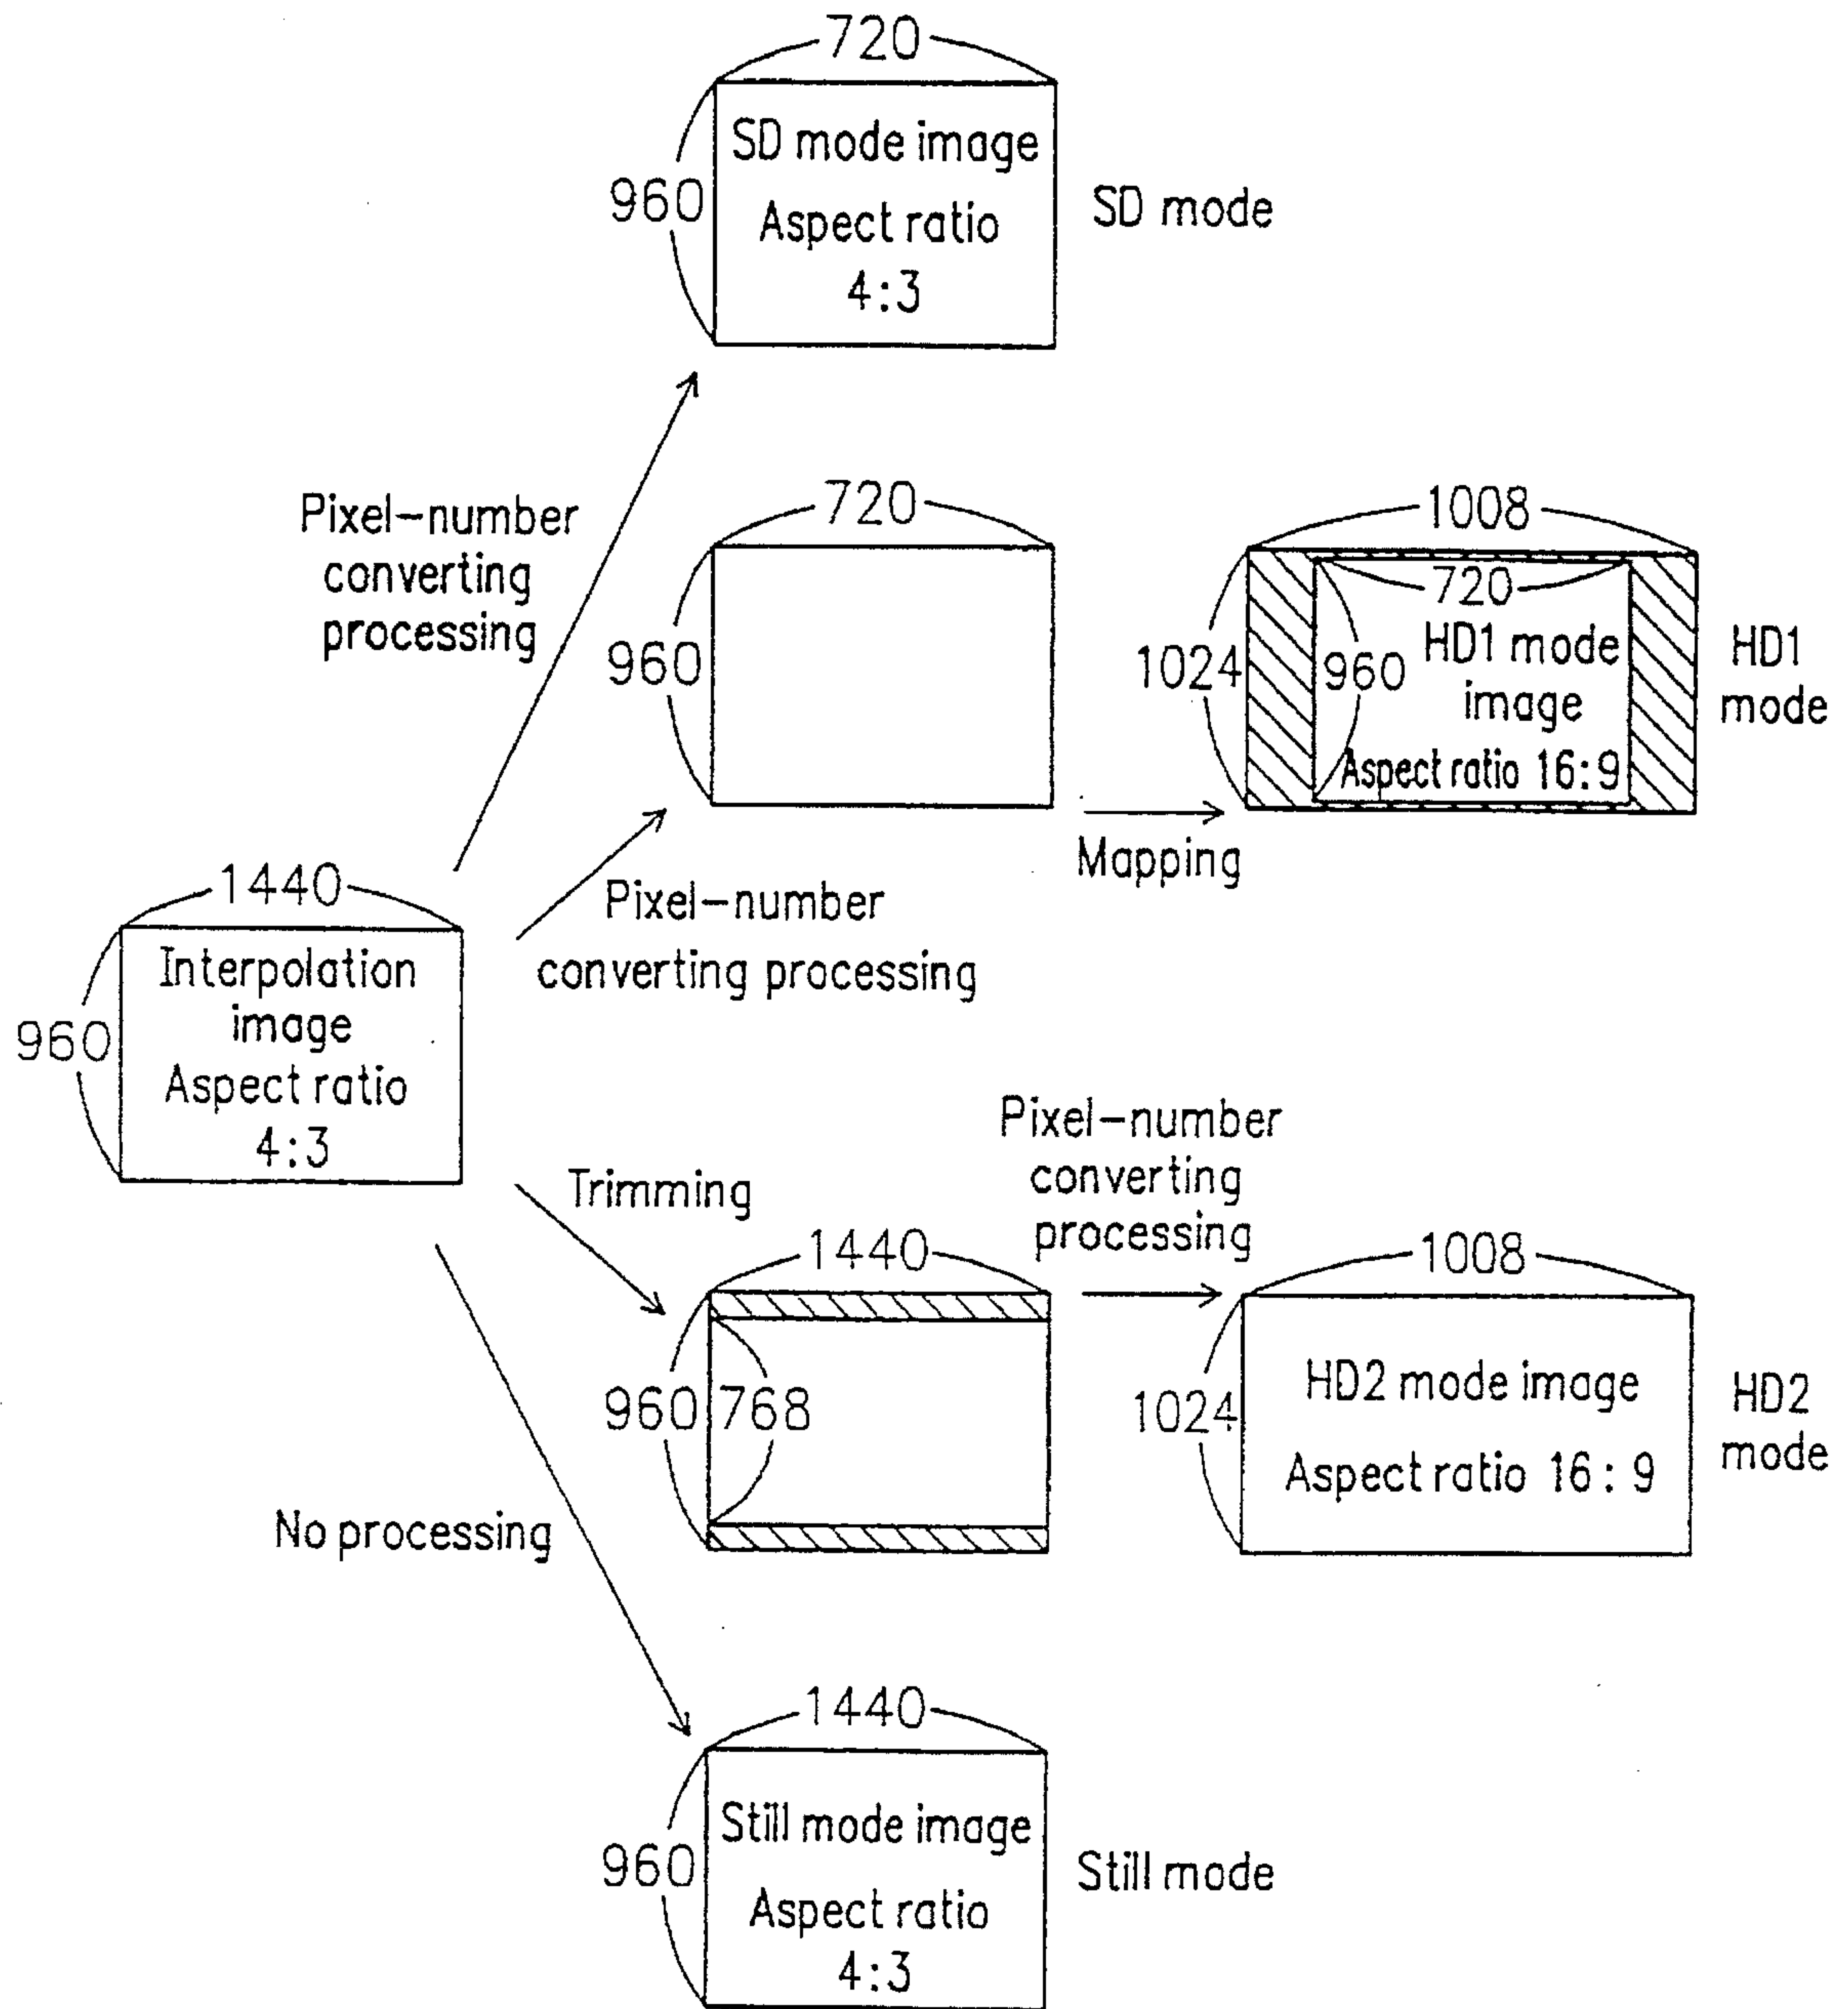 720
SD mode image
960
Aspect ratio
4:3
SD mode
Pixel-number
converting
processing
720
960
1008
720
1024
960
HD1 mode
image
Aspect ratio 16:9
HD1
mode
Mapping
Pixel-number
converting processing
1440
Interpolation
image
960
Aspect ratio
4:3
Trimming
1440
960
768
Pixel-number
converting
processing
1008
1024
HD2 mode image
Aspect ratio 16:9
HD2
mode
No processing
1440
960
Still mode image
Aspect ratio
4:3
Still mode